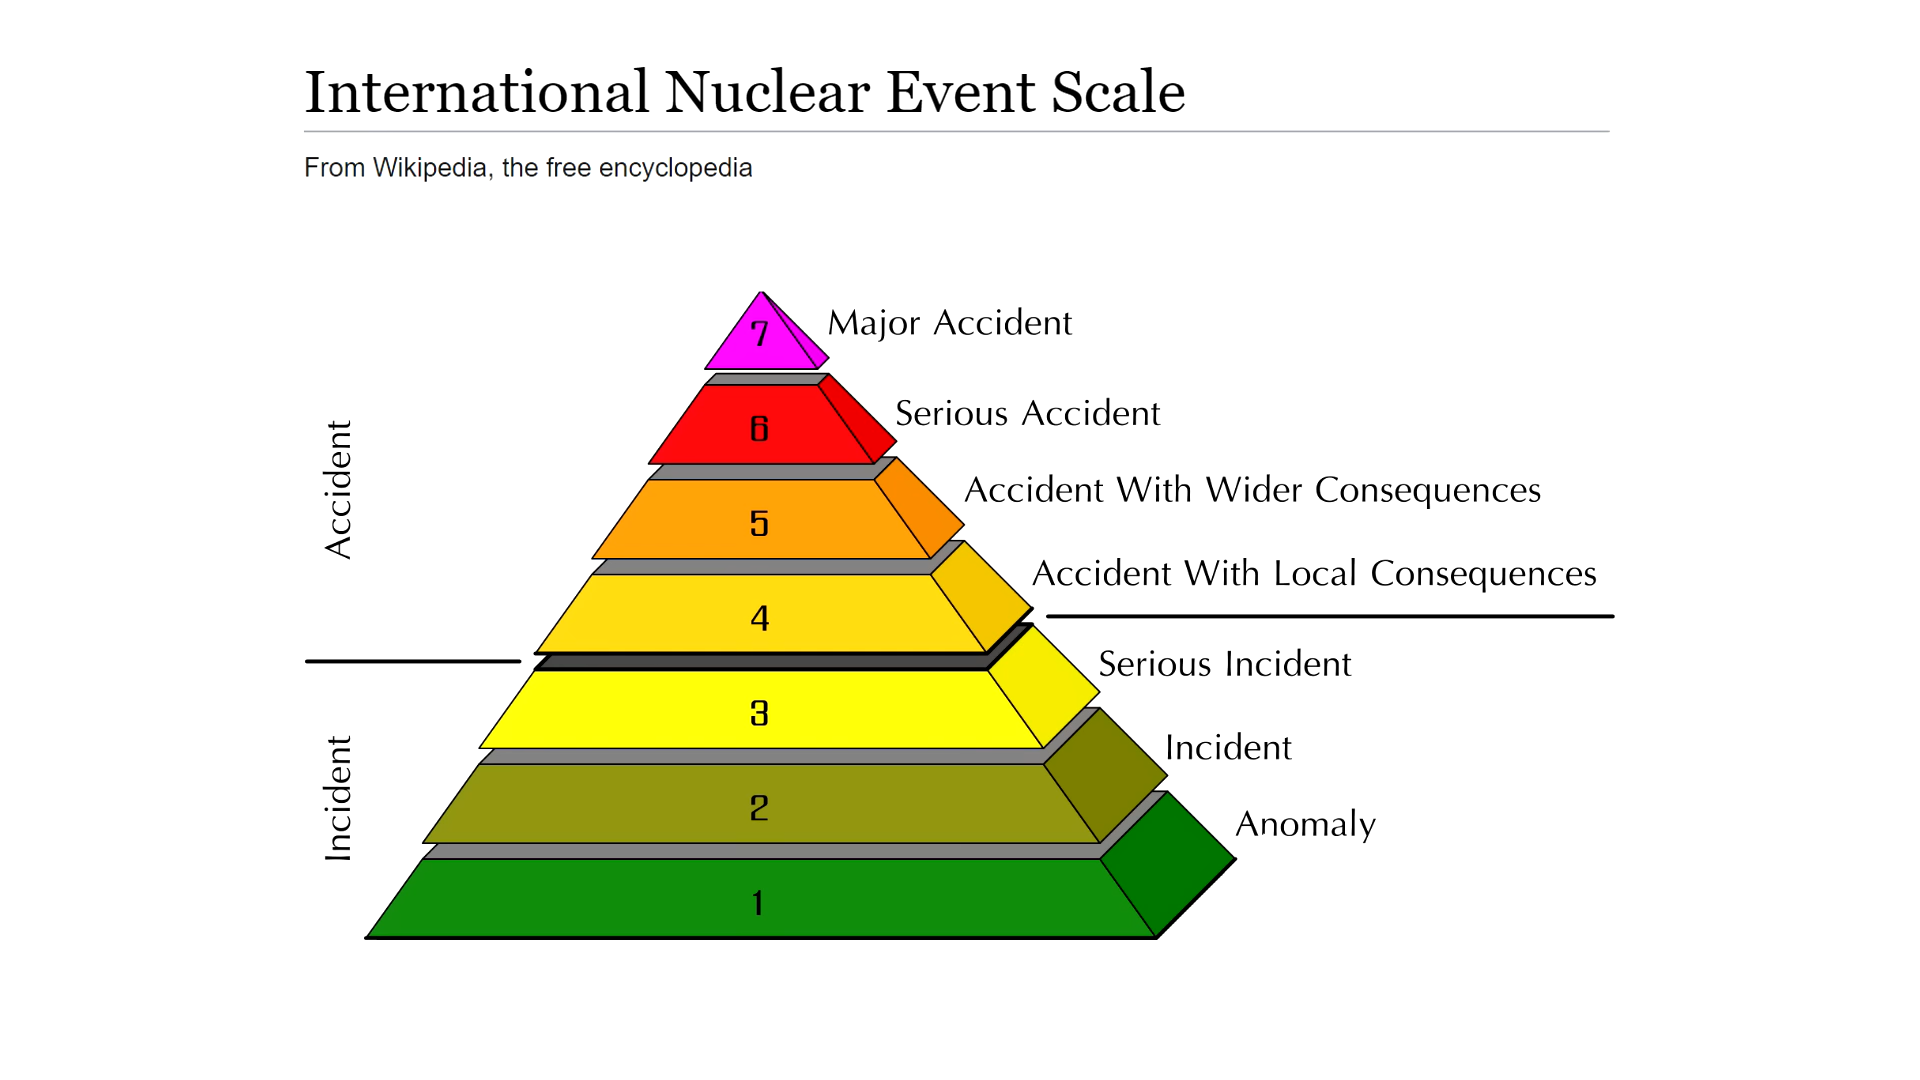 International Nuclear Event Scale
From Wikipedia, the free encyclopedia
7 Major Accident
6 Serious Accident
5 Accident With Wider Consequences
4 Accident With Local Consequences
Accident
3 Serious Incident
2 Incident
1 Anomaly
Incident